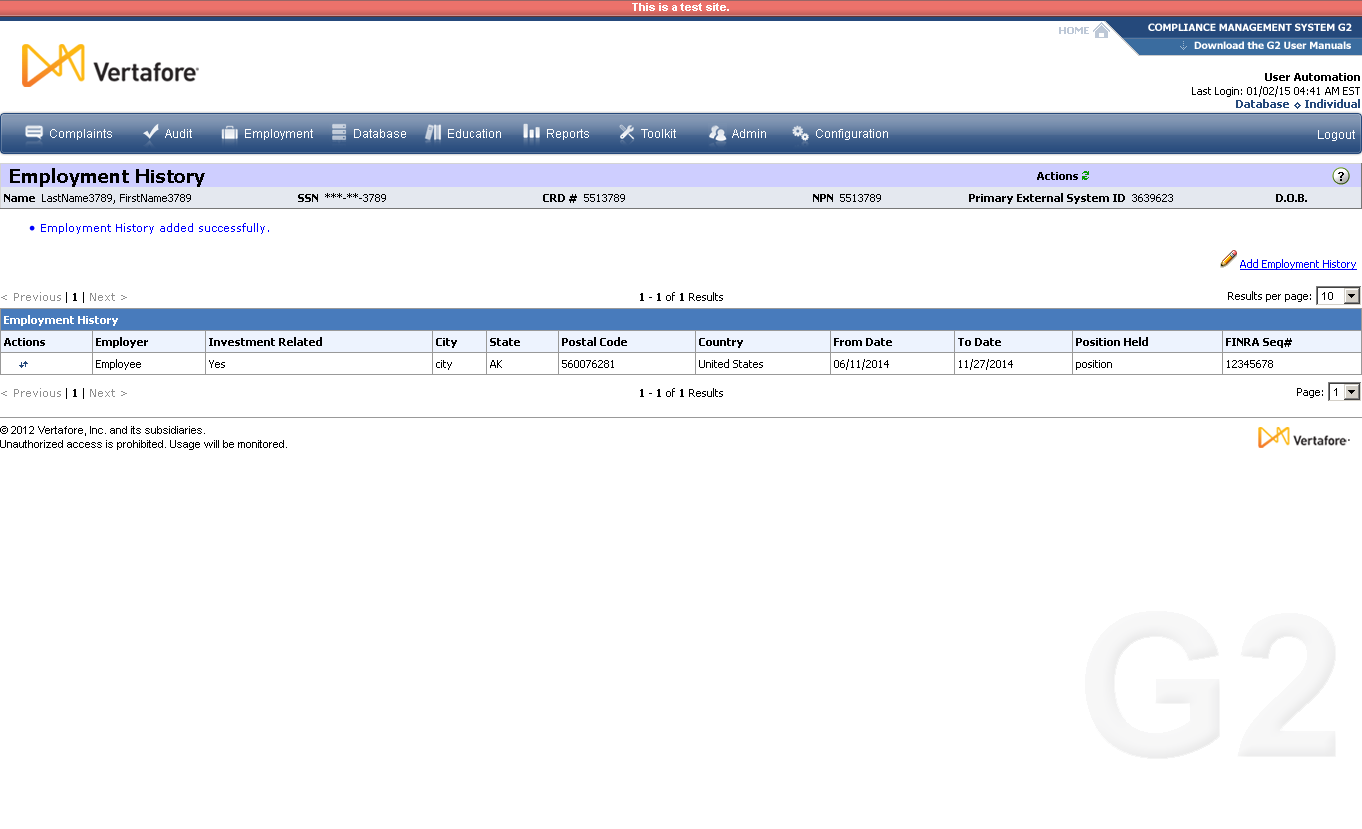 This is a test site.
HOME
COMPLIANCE MANAGEMENT SYSTEM G2
Download the G2 User Manuals
Vertafore
User Automation
Last Login: 01/02/15 04:41 AM EST
Database ◇ Individual
Complaints Audit Employment Database Education Reports Toolkit Admin Configuration Logout
Employment History Actions ?
Name LastName3789, FirstName3789 SSN ***-**-3789 CRD # 5513789 NPN 5513789 Primary External System ID 3639623 D.O.B.
• Employment History added successfully.
Add Employment History
< Previous | 1 | Next > 1 - 1 of 1 Results Results per page: 10
Employment History
Actions Employer Investment Related City State Postal Code Country From Date To Date Position Held FINRA Seq#
Employee Yes city AK 560076281 United States 06/11/2014 11/27/2014 position 12345678
< Previous | 1 | Next > 1 - 1 of 1 Results Page: 1
© 2012 Vertafore, Inc. and its subsidiaries.
Unauthorized access is prohibited. Usage will be monitored.
Vertafore
G2